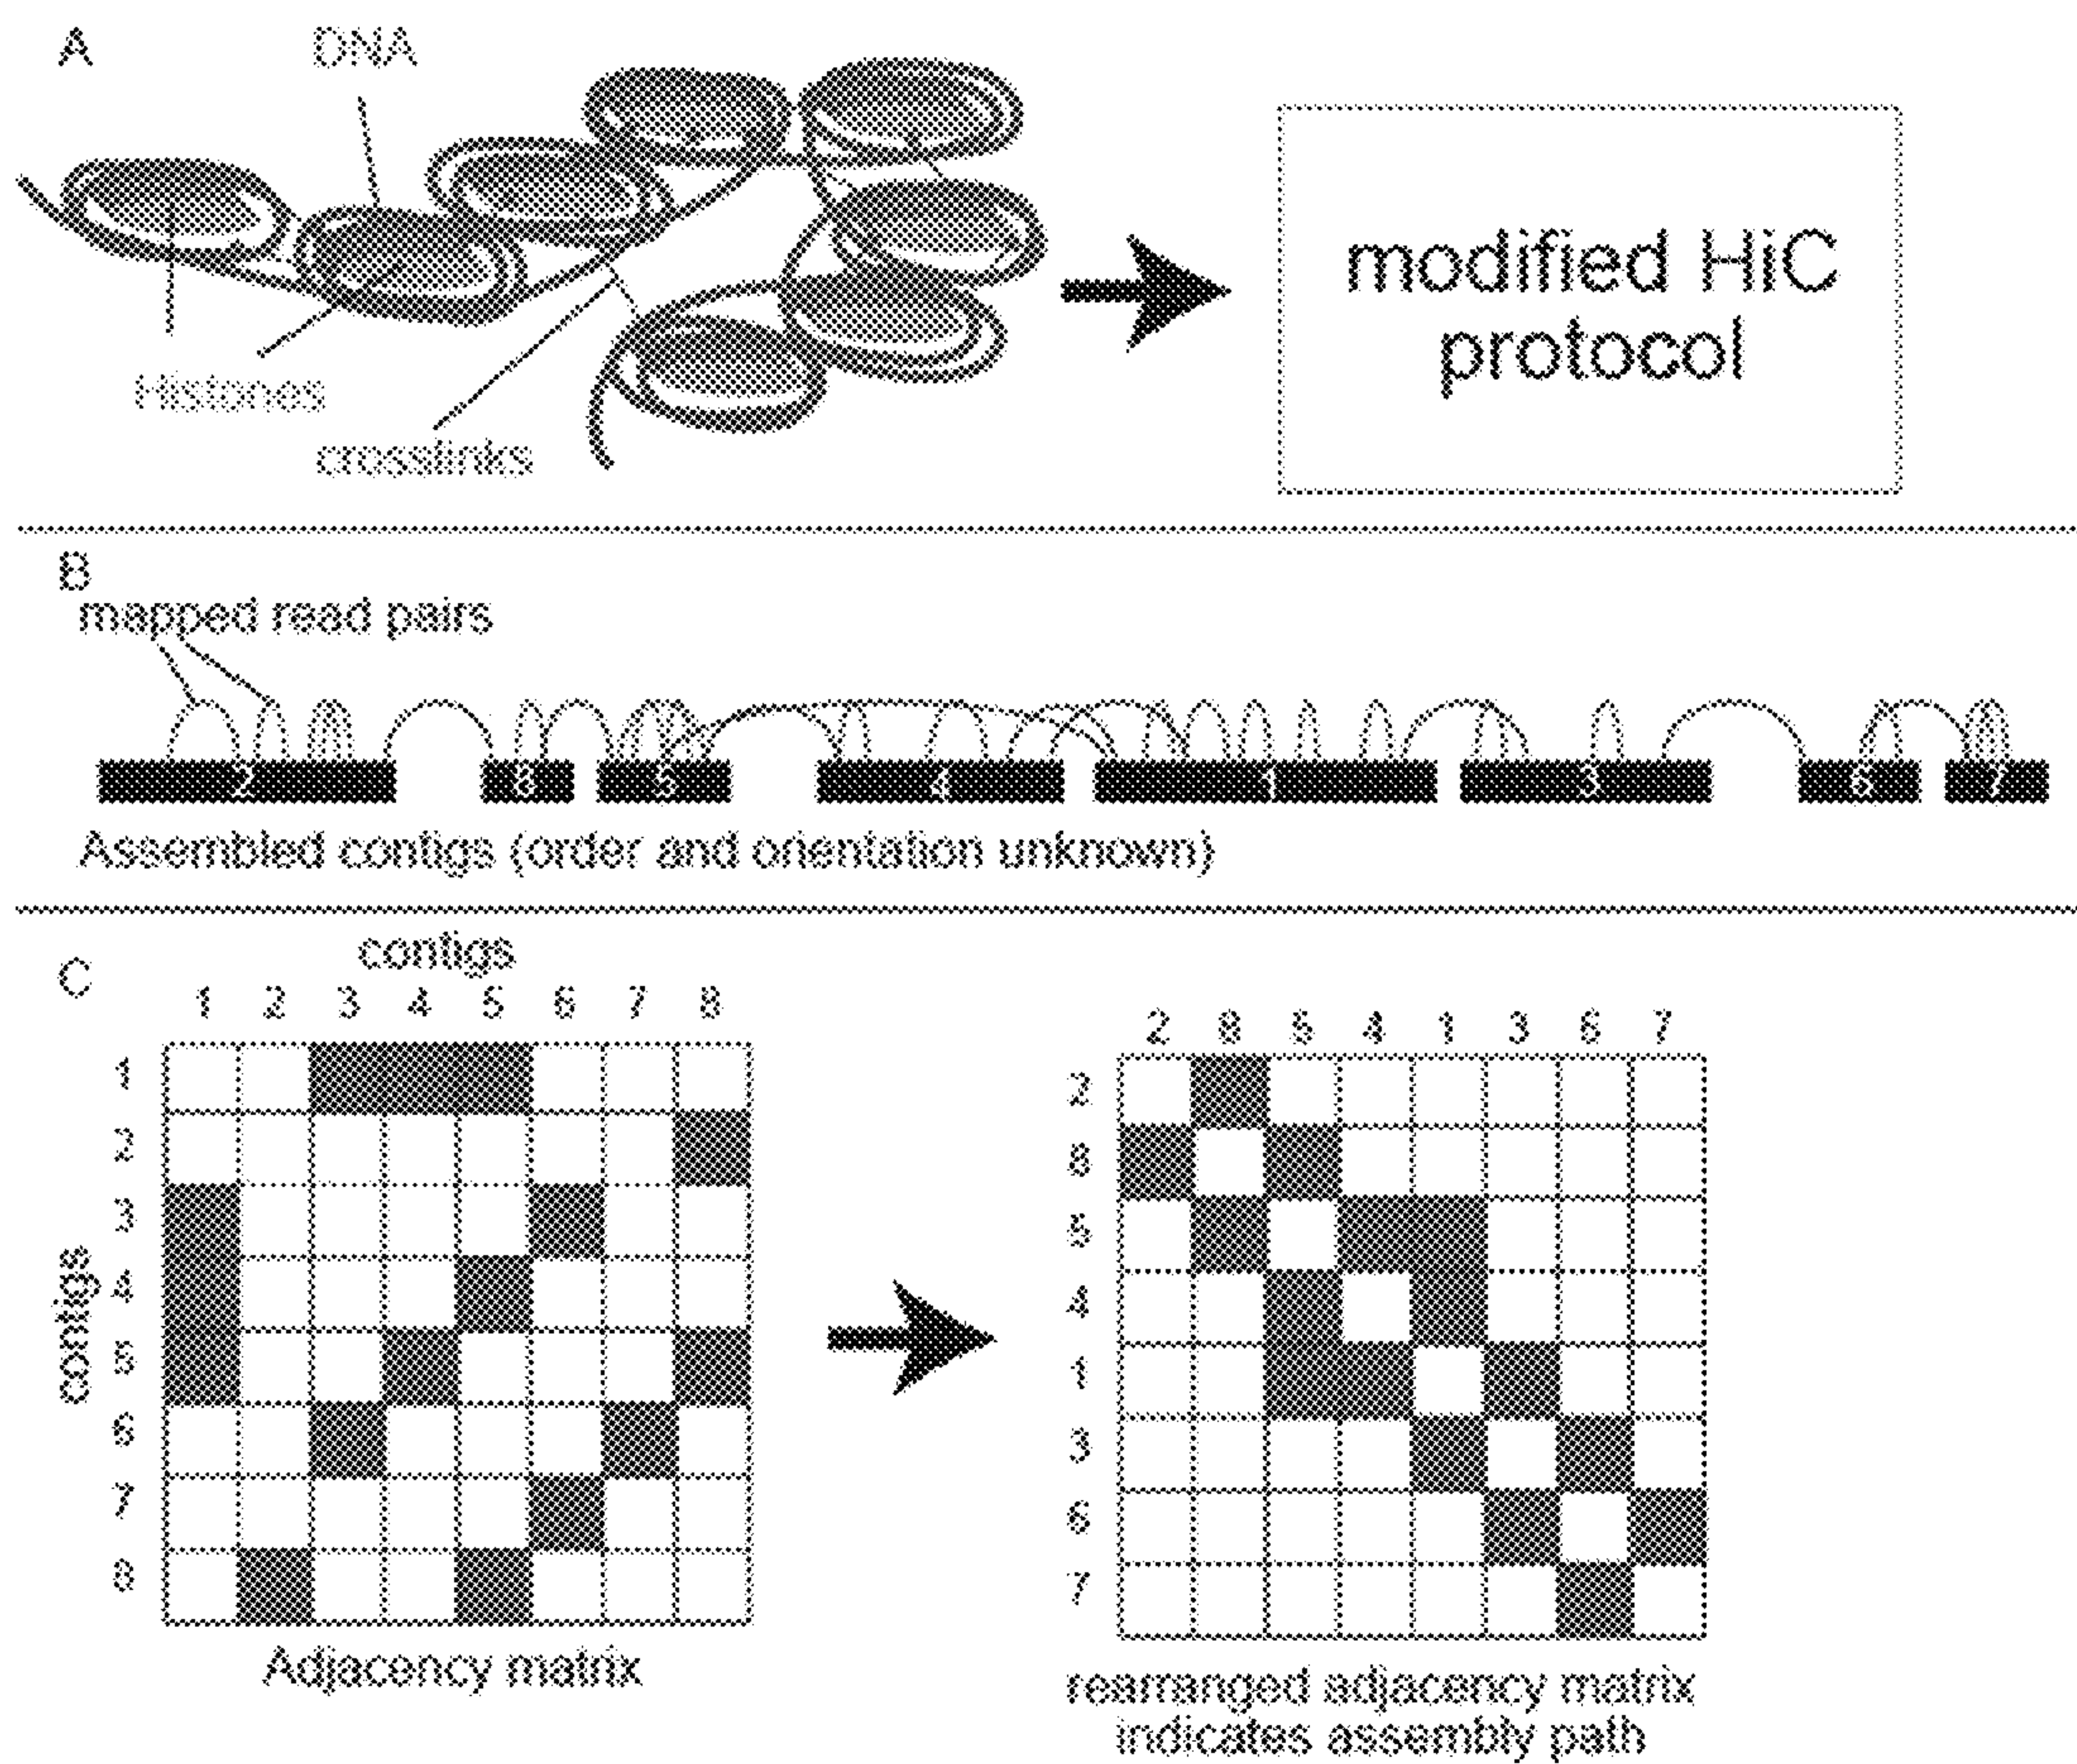 A
DNA
Histones
crosslinks
modified HiC
protocol
B
mapped read pairs
2 8 5 4 1 3 6 7
Assembled contigs (order and orientation unknown)
C
contigs
1 2 3 4 5 6 7 8
contigs
1
2
3
4
5
6
7
8
Adjacency matrix
2 8 5 4 1 3 6 7
2
8
5
4
1
3
6
7
rearranged adjacency matrix
indicates assembly path